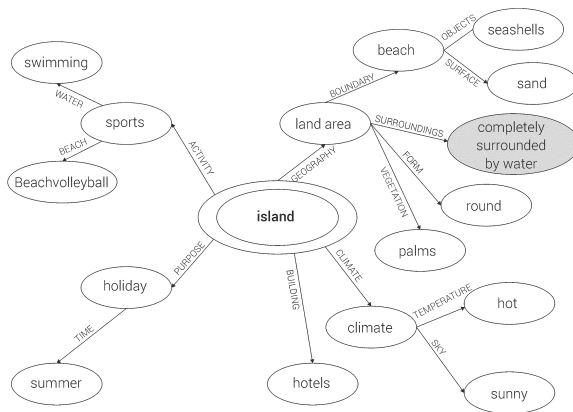 seashells
OBJECTS
beach
swimming
SURFACE
sand
WATER
BOUNDARY
sports
land area
SURROUNDINGS
completely
surrounded
by water
BEACH
FORM
ACTIVITY
GEOGRAPHY
VEGETATION
Beachvolleyball
round
island
palms
PURPOSE
CLIMATE
BUILDING
holiday
TEMPERATURE
hot
climate
TIME
SKY
summer
hotels
sunny